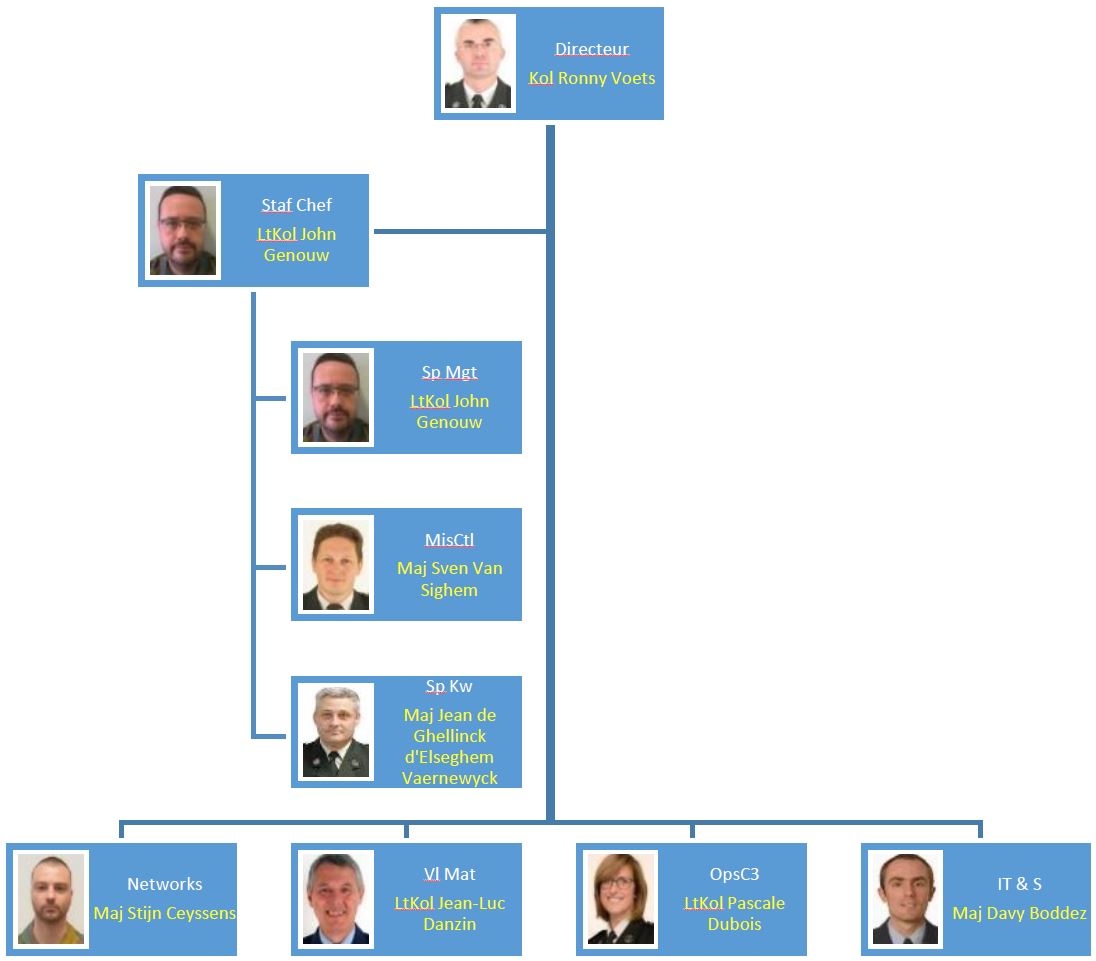 Directeur
Kol Ronny Voets
Staf Chef
LtKol John
Genouw
Sp Mgt
LtKol John
Genouw
MisCtl
Maj Sven Van
Sighem
Sp Kw
Maj Jean de
Ghellinck
d'Elseghem
Vaernewyck
Networks
Maj Stijn Ceyssens
Vl Mat
LtKol Jean-Luc
Danzin
OpsC3
LtKol Pascale
Dubois
IT & S
Maj Davy Boddez